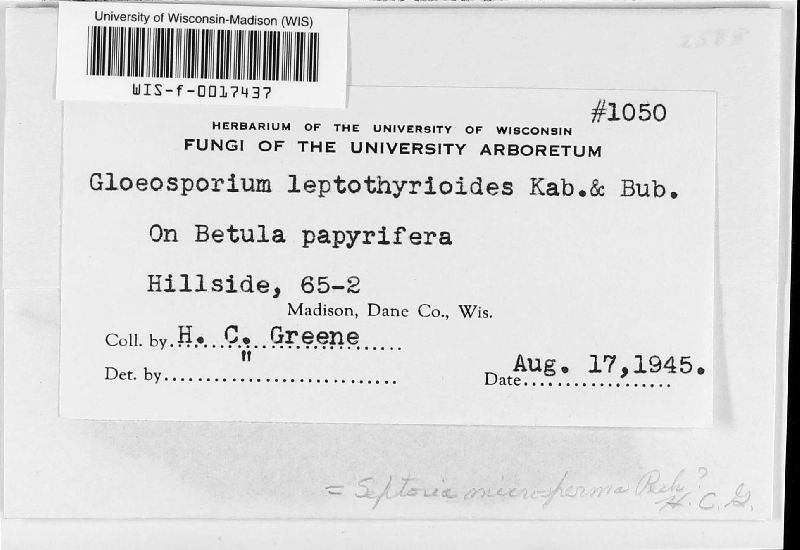 University of Wisconsin-Madison (WIS)
WIS-f-0017437
2588
#1050
HERBARIUM OF THE UNIVERSITY OF WISCONSIN
FUNGI OF THE UNIVERSITY ARBORETUM
Gloeosporium leptothyrioides Kab.& Bub.
On Betula papyrifera
Hillside, 65-2
Madison, Dane Co., Wis.
Coll. by. H. C. Greene
"
Det. by
Date Aug. 17,1945.
= Septoria microsperma Peck?
H. C. G.